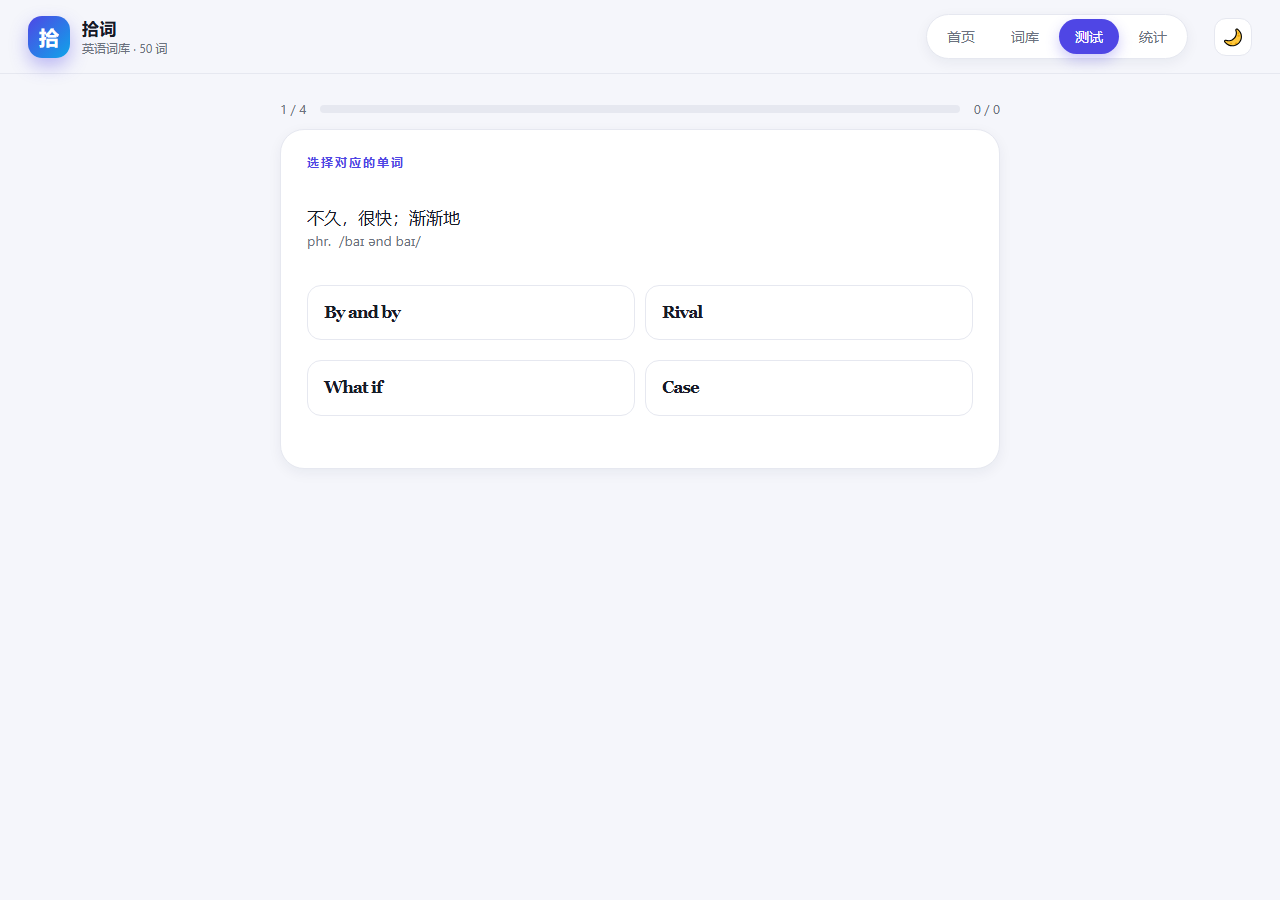 拾
拾词
英语词库 · 50 词
首页
词库
测试
统计
1 / 4
0 / 0
选择对应的单词
不久，很快；渐渐地
phr. /baɪ ənd baɪ/
By and by
Rival
What if
Case